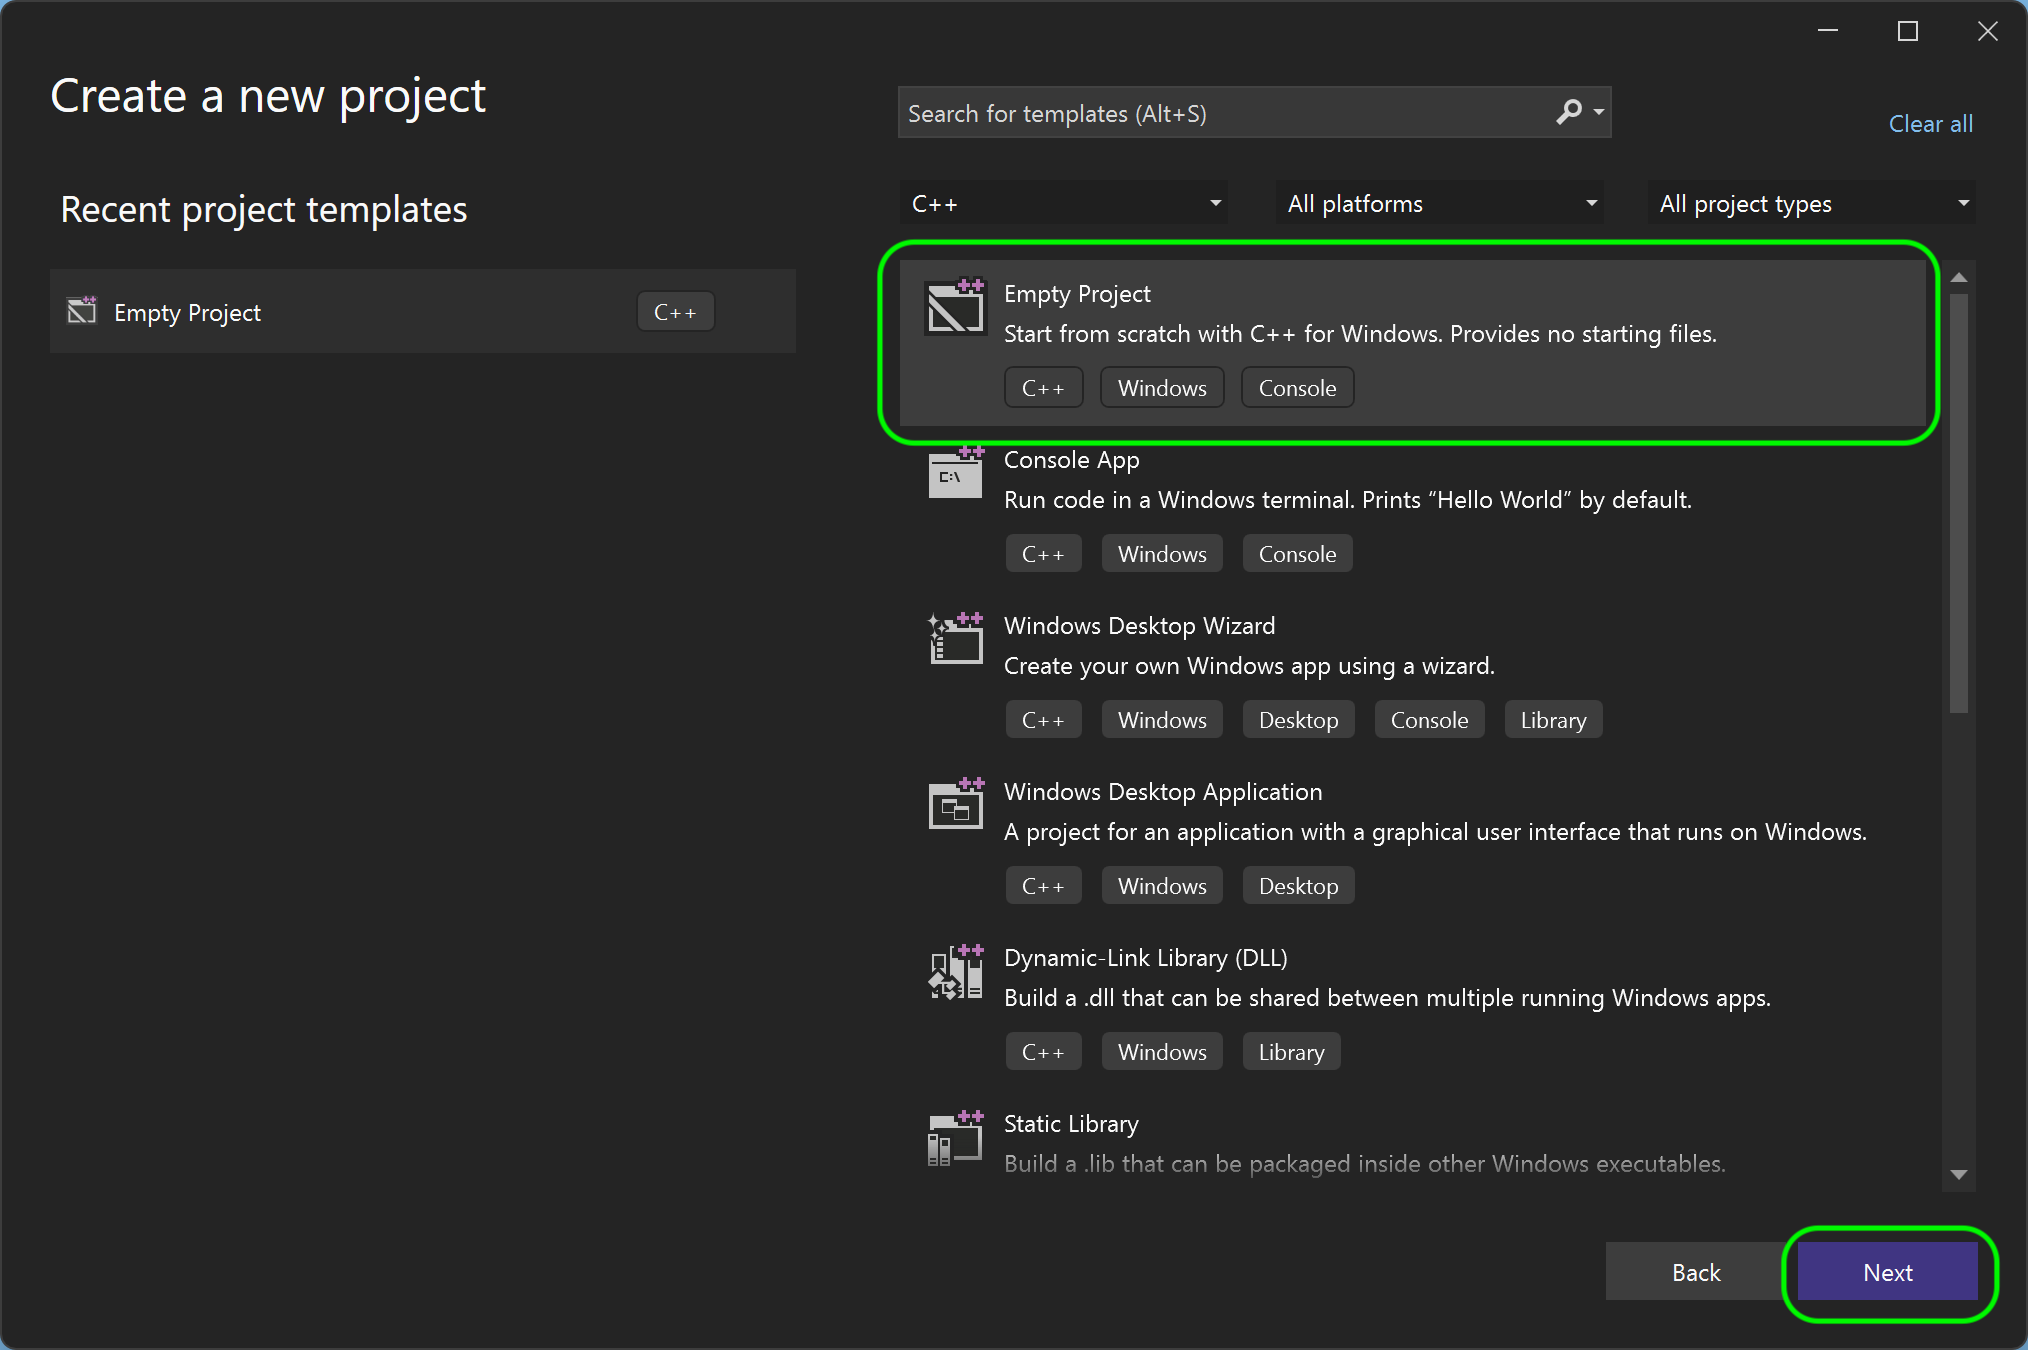 Create a new project
Search for templates (Alt+S)
Clear all
Recent project templates
C++
All platforms
All project types
Empty Project
C++
Empty Project
Start from scratch with C++ for Windows. Provides no starting files.
C++ Windows Console
Console App
C:\
Run code in a Windows terminal. Prints “Hello World” by default.
C++ Windows Console
Windows Desktop Wizard
Create your own Windows app using a wizard.
C++ Windows Desktop Console Library
Windows Desktop Application
A project for an application with a graphical user interface that runs on Windows.
C++ Windows Desktop
Dynamic-Link Library (DLL)
Build a .dll that can be shared between multiple running Windows apps.
C++ Windows Library
Static Library
Build a .lib that can be packaged inside other Windows executables.
Back
Next